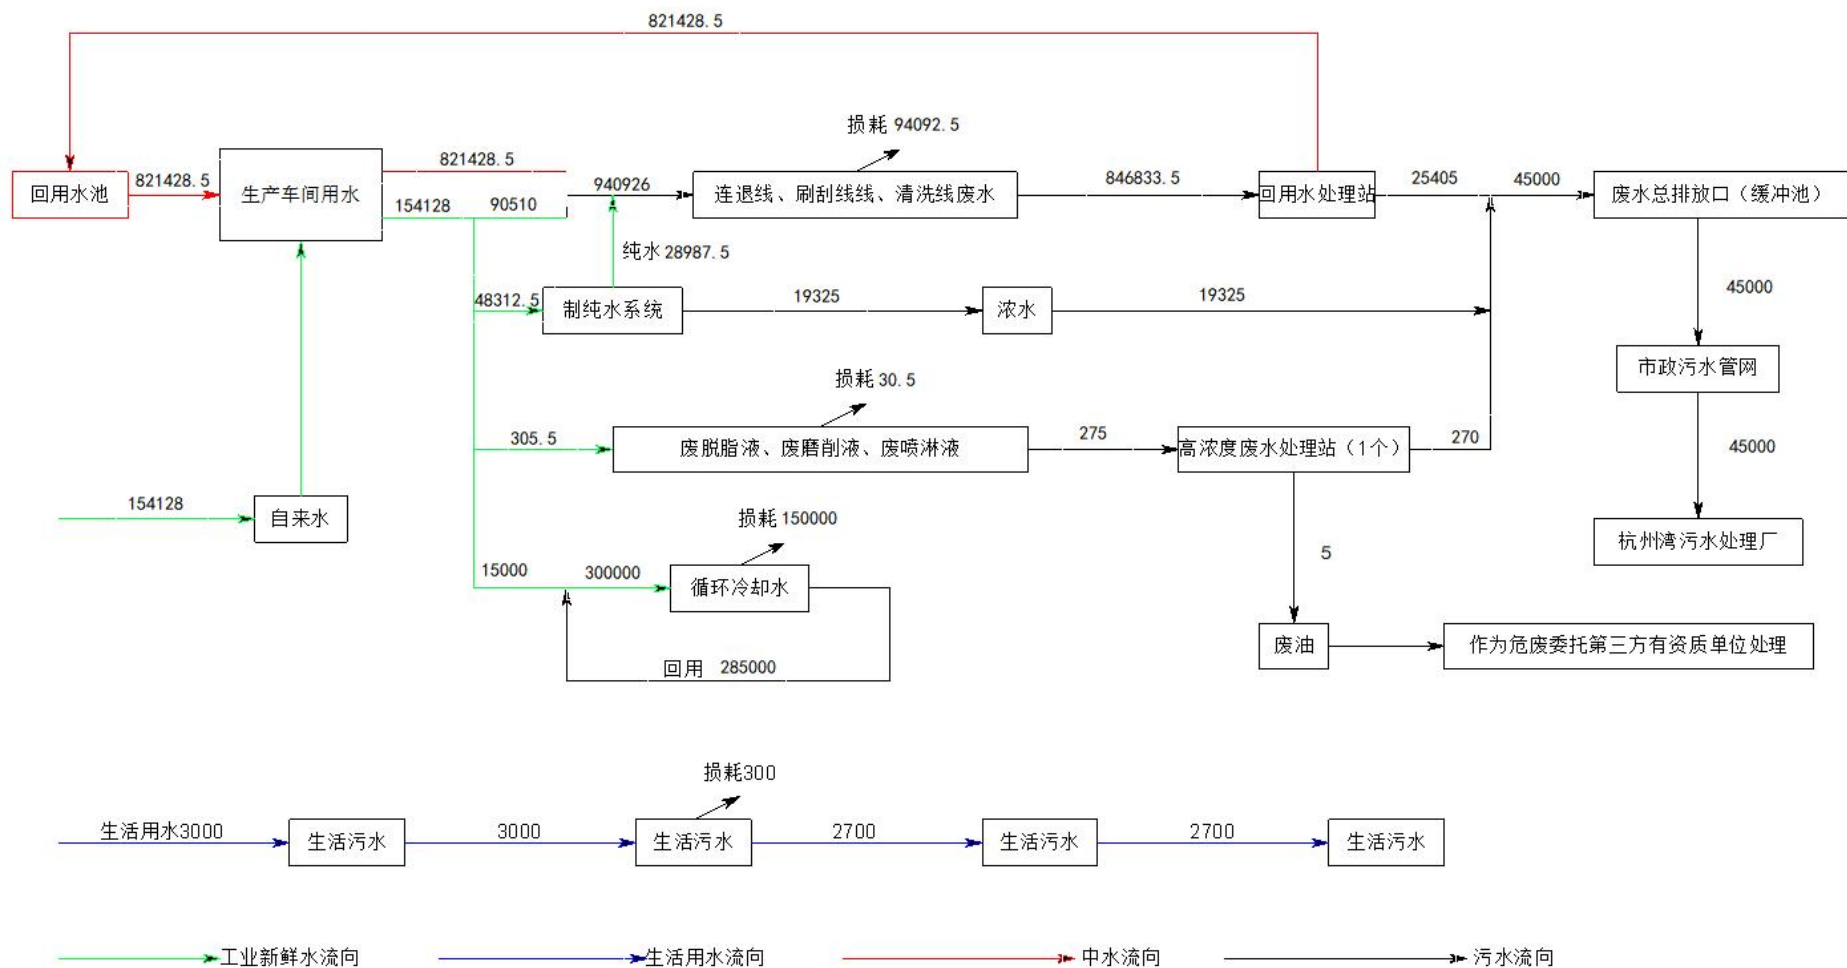 821428.5
损耗 94092.5
回用水池
821428.5
生产车间用水
821428.5
154128
90510
940926
连退线、刷刮线线、清洗线废水
846833.5
回用水处理站
25405
45000
废水总排放口（缓冲池）
纯水 28987.5
48312.5
制纯水系统
19325
浓水
19325
45000
市政污水管网
损耗 30.5
305.5
废脱脂液、废磨削液、废喷淋液
275
高浓度废水处理站（1个）
270
45000
154128
自来水
损耗 150000
杭州湾污水处理厂
5
15000
300000
循环冷却水
回用 285000
废油
作为危废委托第三方有资质单位处理
损耗300
生活用水3000
生活污水
3000
生活污水
2700
生活污水
2700
生活污水
工业新鲜水流向
生活用水流向
中水流向
污水流向